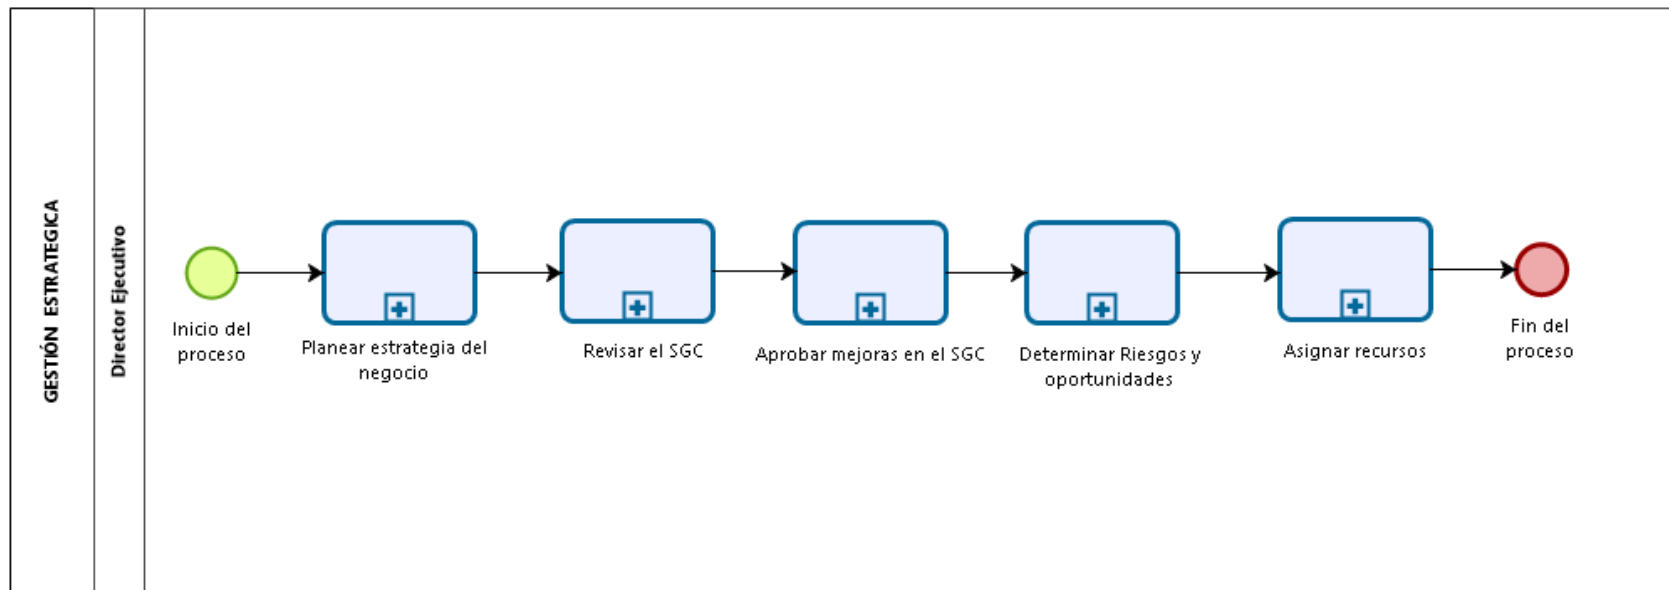 GESTIÓN ESTRATEGICA
Director Ejecutivo
Inicio del
proceso
Planear estrategia del
negocio
Revisar el SGC
Aprobar mejoras en el SGC
Determinar Riesgos y
oportunidades
Asignar recursos
Fin del
proceso